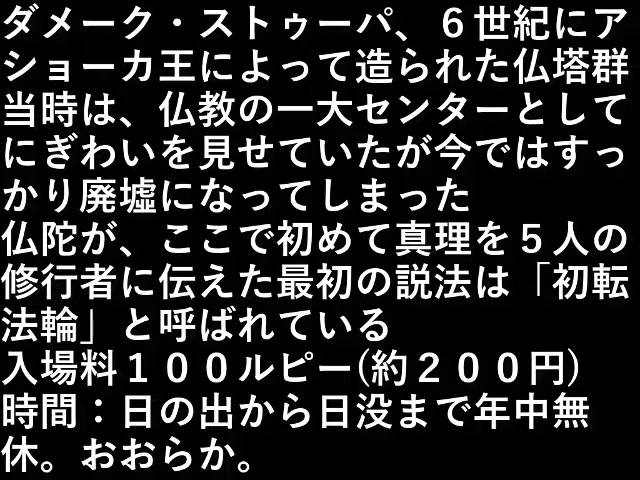 ダメーク・ストゥーパ、６世紀にア
ショーカ王によって造られた仏塔群
当時は、仏教の一大センターとして
にぎわいを見せていたが今ではすっ
かり廃墟になってしまった
仏陀が、ここで初めて真理を５人の
修行者に伝えた最初の説法は「初転
法輪」と呼ばれている
入場料１００ルピー(約２００円)
時間：日の出から日没まで年中無
休。おおらか。